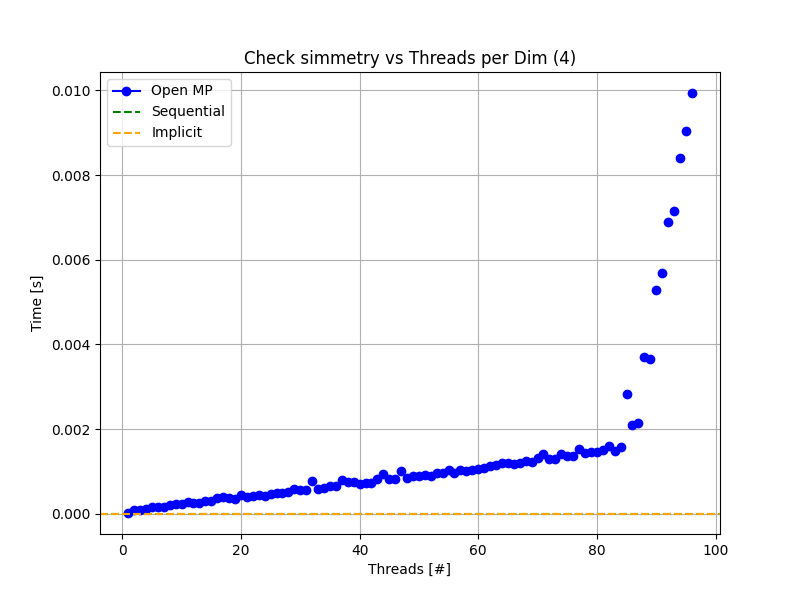 Check simmetry vs Threads per Dim (4)
Open MP
Sequential
Implicit
0.010
0.008
0.006
0.004
0.002
0.000
Time [s]
0 20 40 60 80 100
Threads [#]